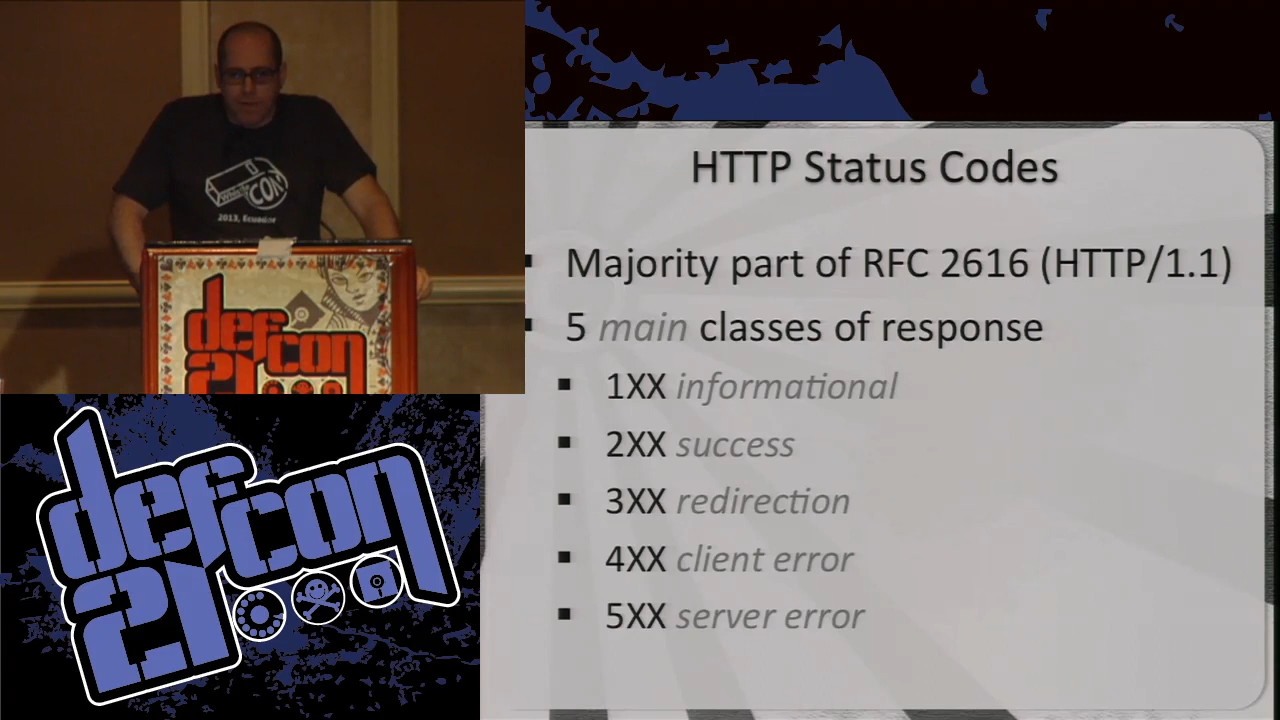 WhiskeyCON
2013, Ecuador
defcon
21
defcon
21
HTTP Status Codes
Majority part of RFC 2616 (HTTP/1.1)
5 main classes of response
1XX informational
2XX success
3XX redirection
4XX client error
5XX server error